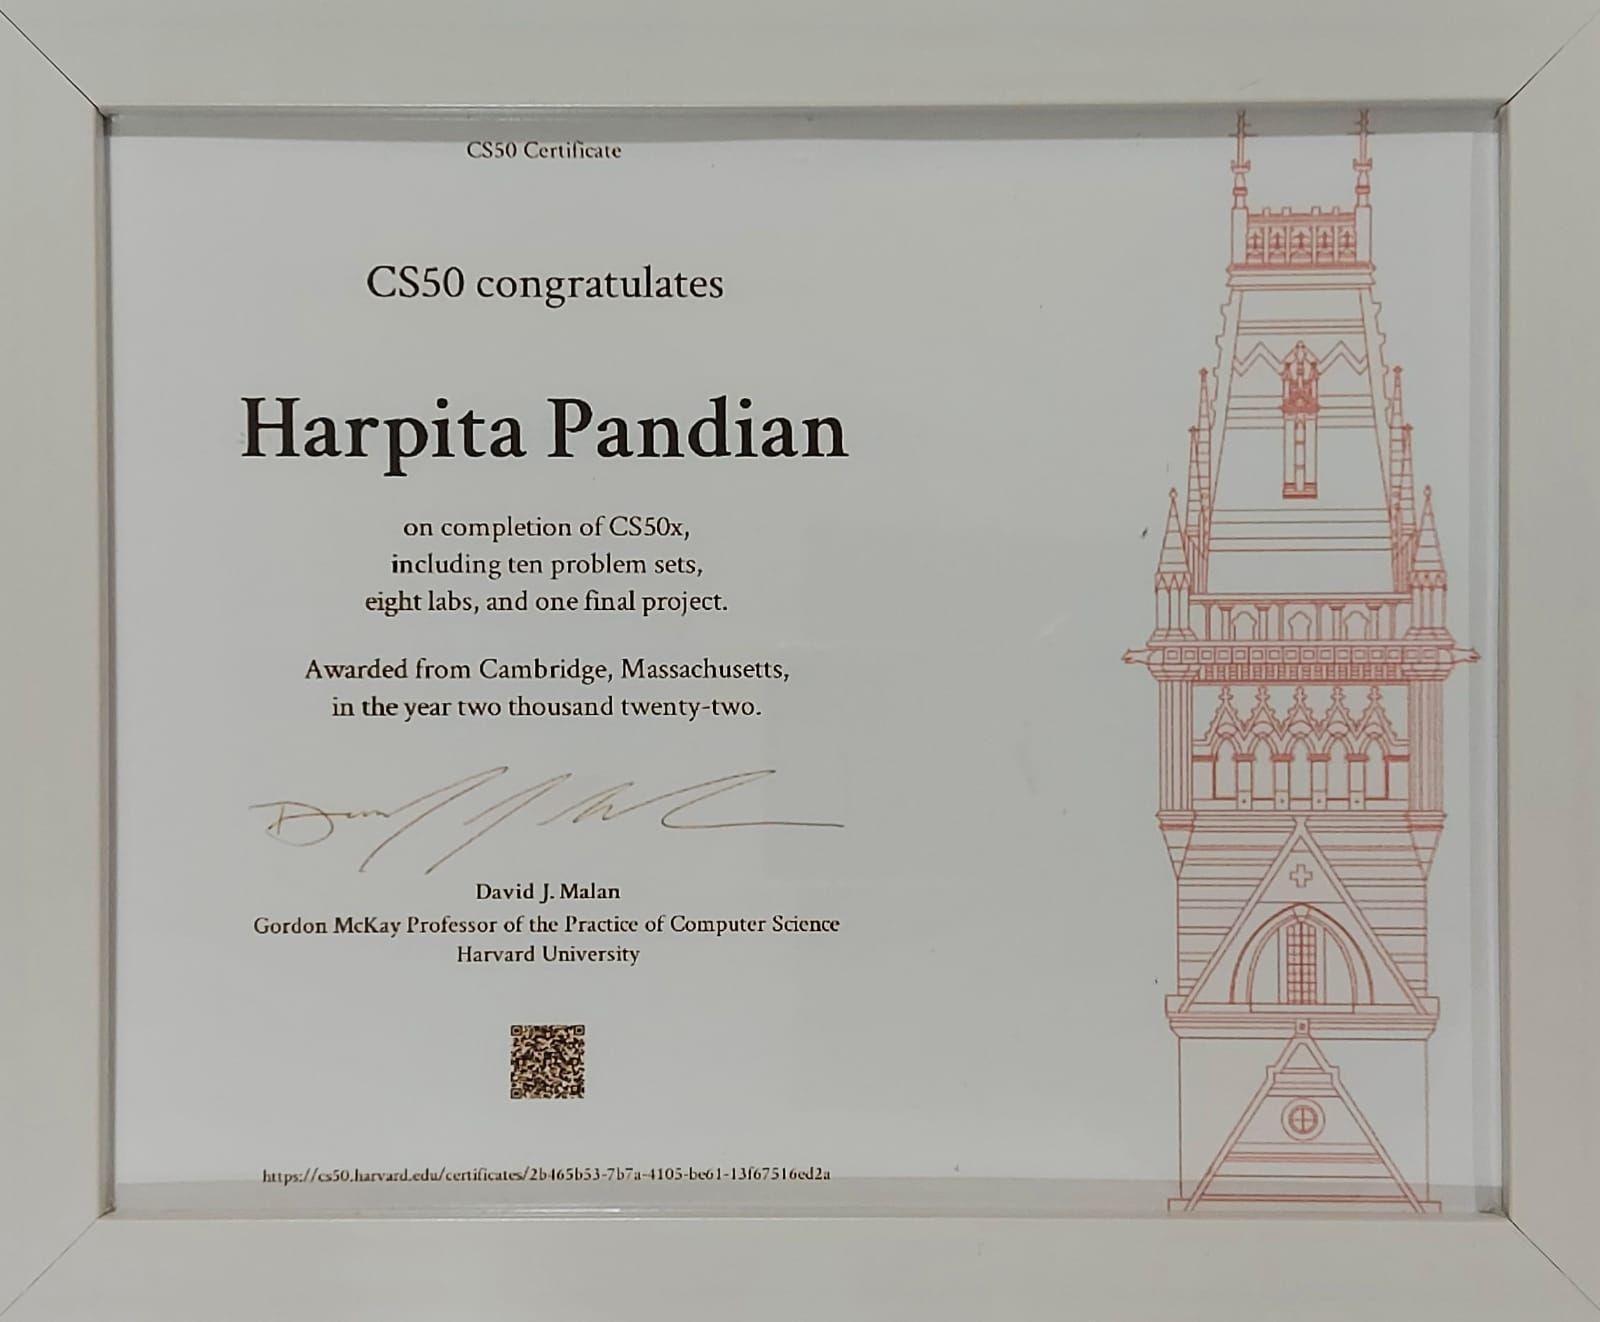 CS50 Certificate
CS50 congratulates
Harpita Pandian
on completion of CS50x,
including ten problem sets,
eight labs, and one final project.
Awarded from Cambridge, Massachusetts,
in the year two thousand twenty-two.
David J. Malan
Gordon McKay Professor of the Practice of Computer Science
Harvard University
https://cs50.harvard.edu/certificates/2b465b53-7b7a-4105-be61-13f67516ed2a